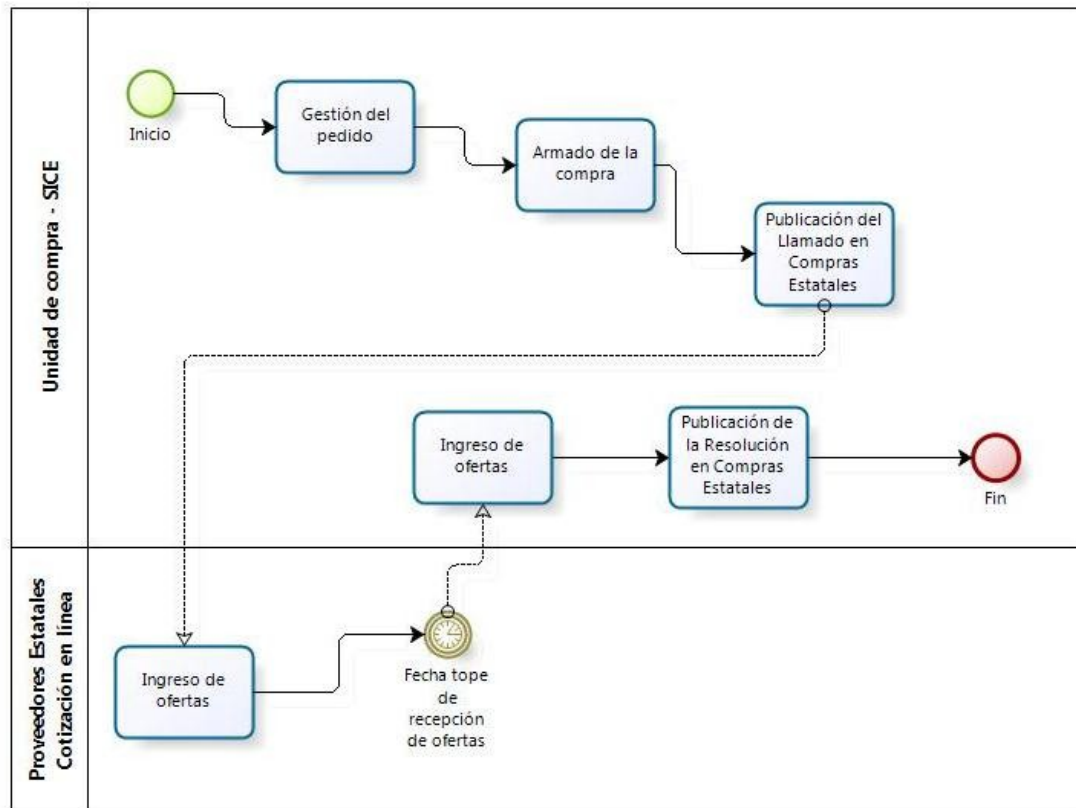 Unidad de compra - SICE
Inicio
Gestión del
pedido
Armado de la
compra
Publicación del
Llamado en
Compras
Estatales
Ingreso de
ofertas
Publicación de
la Resolución
en Compras
Estatales
Fin
Proveedores Estatales
Cotización en línea
Ingreso de
ofertas
Fecha tope
de
recepción
de ofertas